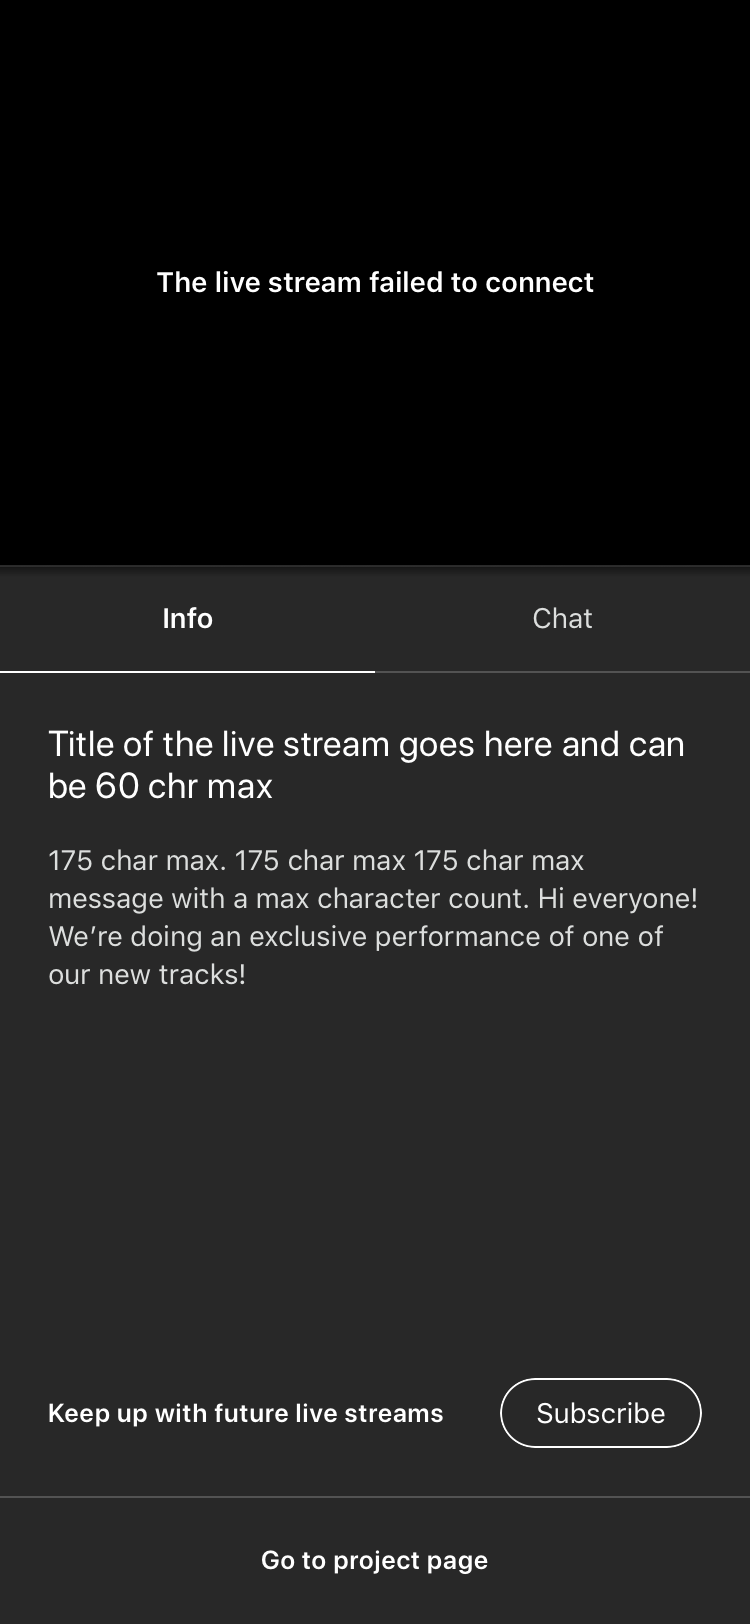 The live stream failed to connect
Info
Chat
Title of the live stream goes here and can
be 60 chr max
175 char max. 175 char max 175 char max
message with a max character count. Hi everyone!
We’re doing an exclusive performance of one of
our new tracks!
Keep up with future live streams
Subscribe
Go to project page